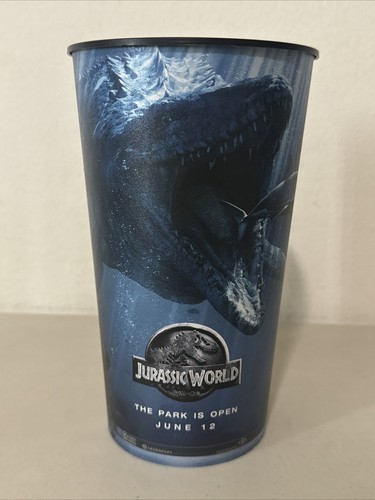 JURASSIC WORLD
THE PARK IS OPEN
JUNE 12